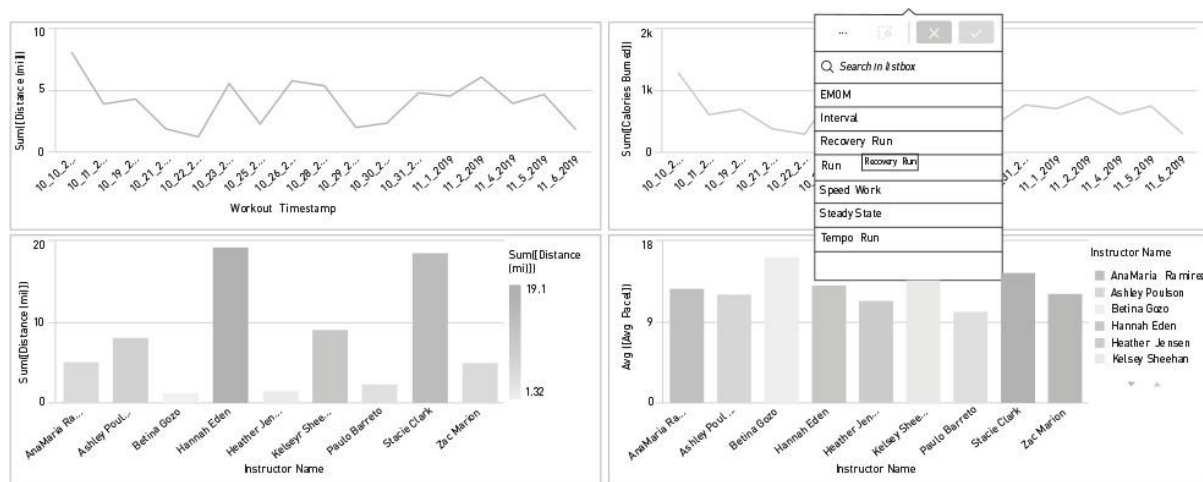 10
5
0
Sum([Distance (mi)])
10_10_2...
10_11_2...
10_19_2...
10_21_2...
10_22_2...
10_23_2...
10_25_2...
10_26_2...
10_28_2...
10_29_2...
10_30_2...
10_31_2...
11_1_2019
11_2_2019
11_4_2019
11_5_2019
11_6_2019
Workout Timestamp
2k
1k
0
Sum([Calories Burned])
10_10_2...
10_11_2...
10_19_2...
10_21_2...
10_22_2...
11_1_2019
11_2_2019
11_4_2019
11_5_2019
11_6_2019
...
Search in listbox
EMOM
Interval
Recovery Run
Run
Recovery Run
Speed Work
SteadyState
Tempo Run
20
10
0
Sum([Distance (mi)])
AnaMaria Ra...
Ashley Poul...
Betina Gozo
Hannah Eden
Heather Jen...
Kelseyr Shee...
Paulo Barreto
Stacie Clark
Zac Marion
Instructor Name
Sum([Distance
(mi)])
19.1
1.32
18
9
0
Avg ([Avg Pace])
AnaMaria Ra...
Ashley Poul ...
Betina Gozo
Hannah Eden
Heather Jen...
Kelsey Shee...
Paulo Barreto
Stacie Clark
Zac Marion
Instructor Name
Instructor Name
AnaMaria Ramirez
Ashley Poulson
Betina Gozo
Hannah Eden
Heather Jensen
Kelsey Sheehan